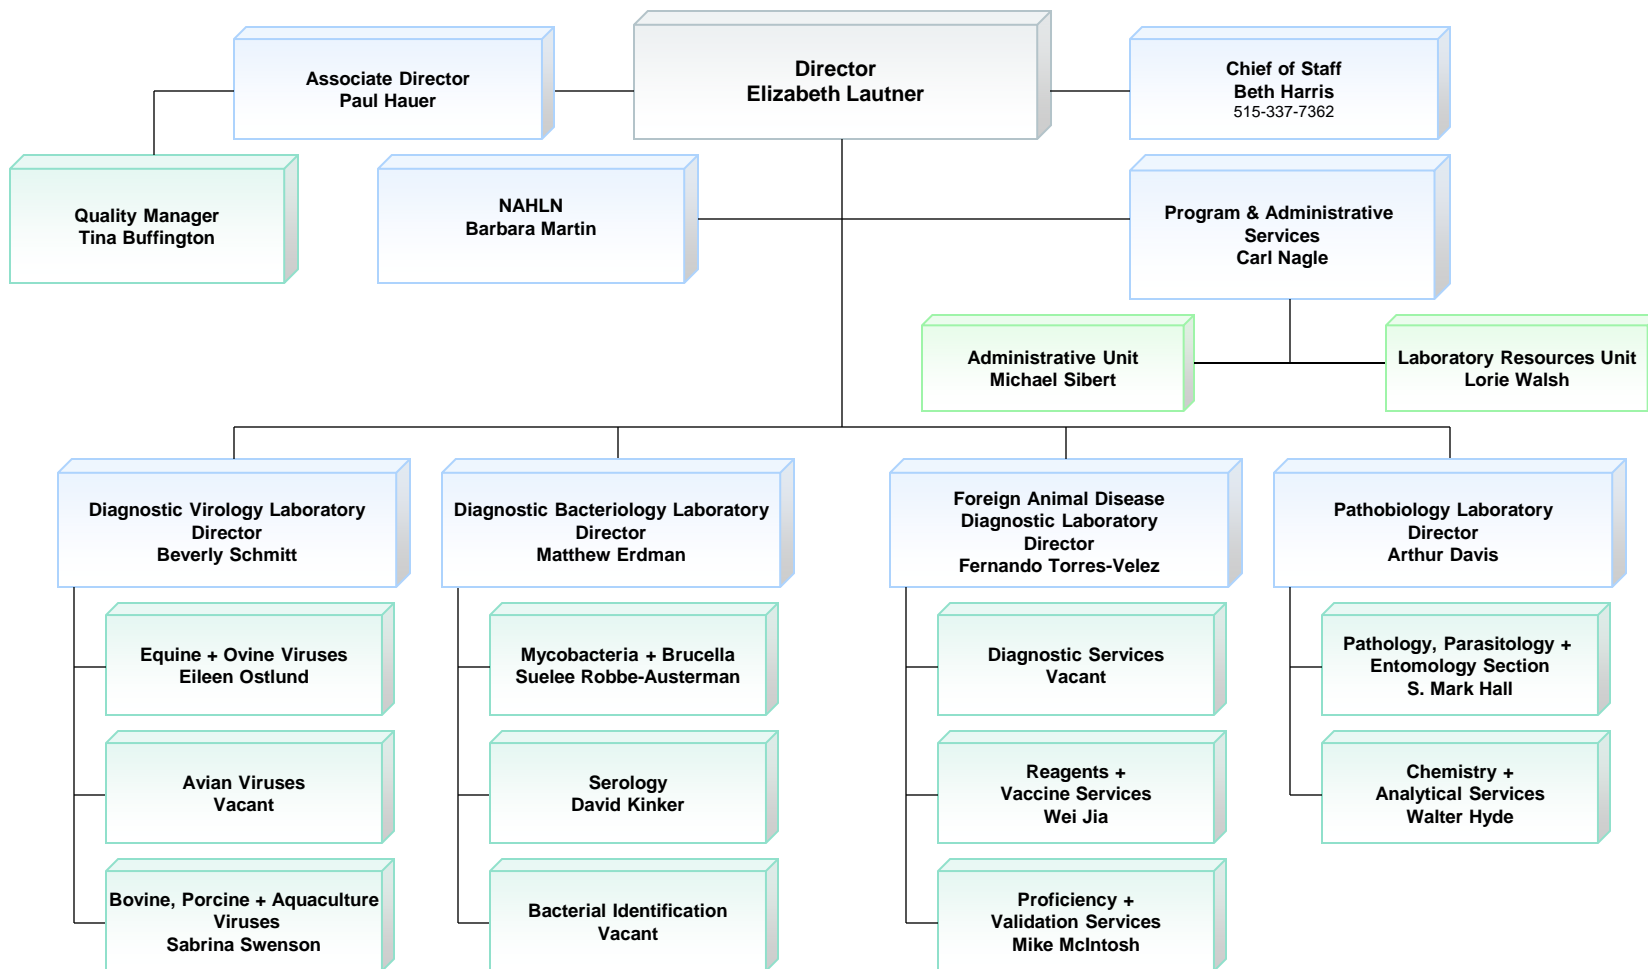 Director
Elizabeth Lautner
Associate Director
Paul Hauer
Chief of Staff
Beth Harris
515-337-7362
Quality Manager
Tina Buffington
NAHLN
Barbara Martin
Program & Administrative
Services
Carl Nagle
Administrative Unit
Michael Sibert
Laboratory Resources Unit
Lorie Walsh
Diagnostic Virology Laboratory
Director
Beverly Schmitt
Equine + Ovine Viruses
Eileen Ostlund
Avian Viruses
Vacant
Bovine, Porcine + Aquaculture
Viruses
Sabrina Swenson
Diagnostic Bacteriology Laboratory
Director
Matthew Erdman
Mycobacteria + Brucella
Suelee Robbe-Austerman
Serology
David Kinker
Bacterial Identification
Vacant
Foreign Animal Disease
Diagnostic Laboratory
Director
Fernando Torres-Velez
Diagnostic Services
Vacant
Reagents +
Vaccine Services
Wei Jia
Proficiency +
Validation Services
Mike McIntosh
Pathobiology Laboratory
Director
Arthur Davis
Pathology, Parasitology +
Entomology Section
S. Mark Hall
Chemistry +
Analytical Services
Walter Hyde